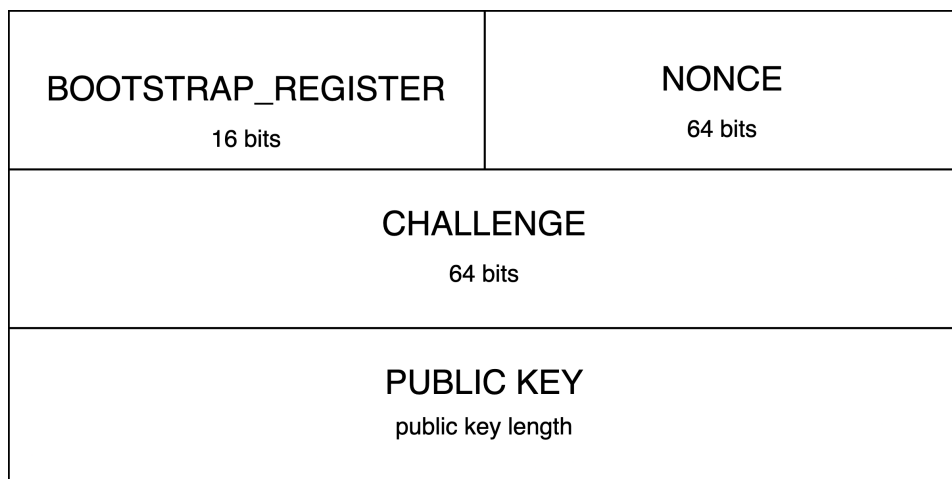 BOOTSTRAP_REGISTER
16 bits
NONCE
64 bits
CHALLENGE
64 bits
PUBLIC KEY
public key length